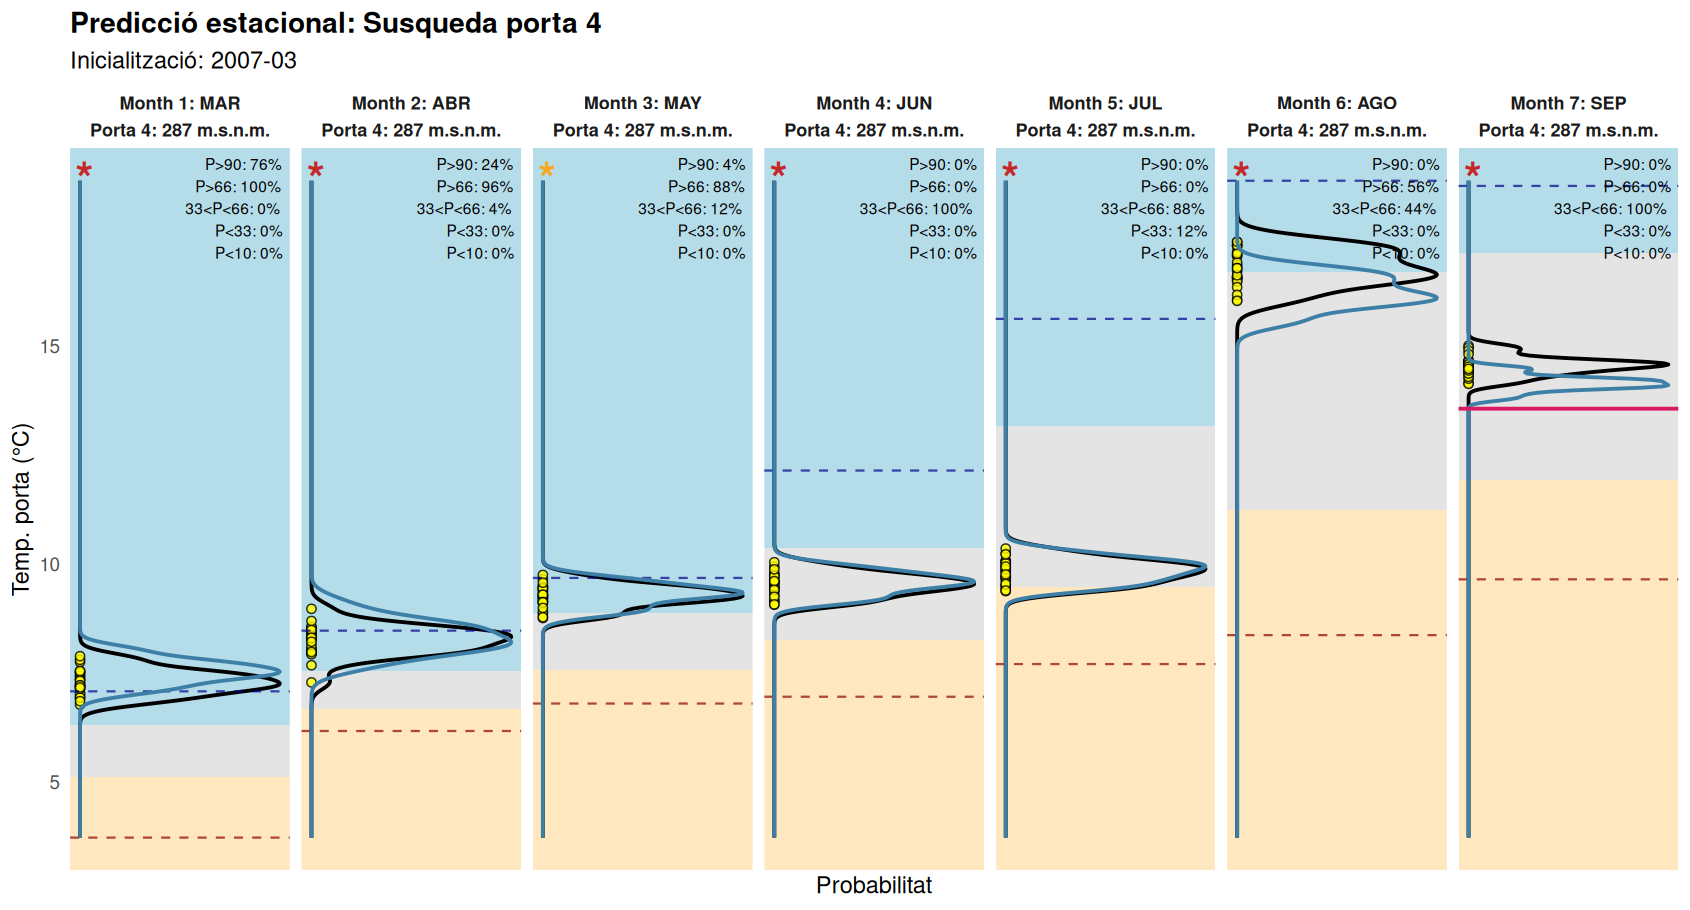 Predicció estacional: Susqueda porta 4
Inicialització: 2007-03
Month 1: MAR
Porta 4: 287 m.s.n.m.
Month 2: ABR
Porta 4: 287 m.s.n.m.
Month 3: MAY
Porta 4: 287 m.s.n.m.
Month 4: JUN
Porta 4: 287 m.s.n.m.
Month 5: JUL
Porta 4: 287 m.s.n.m.
Month 6: AGO
Porta 4: 287 m.s.n.m.
Month 7: SEP
Porta 4: 287 m.s.n.m.
*
P>90: 76%
P>66: 100%
33<P<66: 0%
P<33: 0%
P<10: 0%
*
P>90: 24%
P>66: 96%
33<P<66: 4%
P<33: 0%
P<10: 0%
*
P>90: 4%
P>66: 88%
33<P<66: 12%
P<33: 0%
P<10: 0%
*
P>90: 0%
P>66: 0%
33<P<66: 100%
P<33: 0%
P<10: 0%
*
P>90: 0%
P>66: 0%
33<P<66: 88%
P<33: 12%
P<10: 0%
*
P>90: 0%
P>66: 56%
33<P<66: 44%
P<33: 0%
P<10: 0%
*
P>90: 0%
P>66: 0%
33<P<66: 100%
P<33: 0%
P<10: 0%
15
10
5
Temp. porta (°C)
Probabilitat